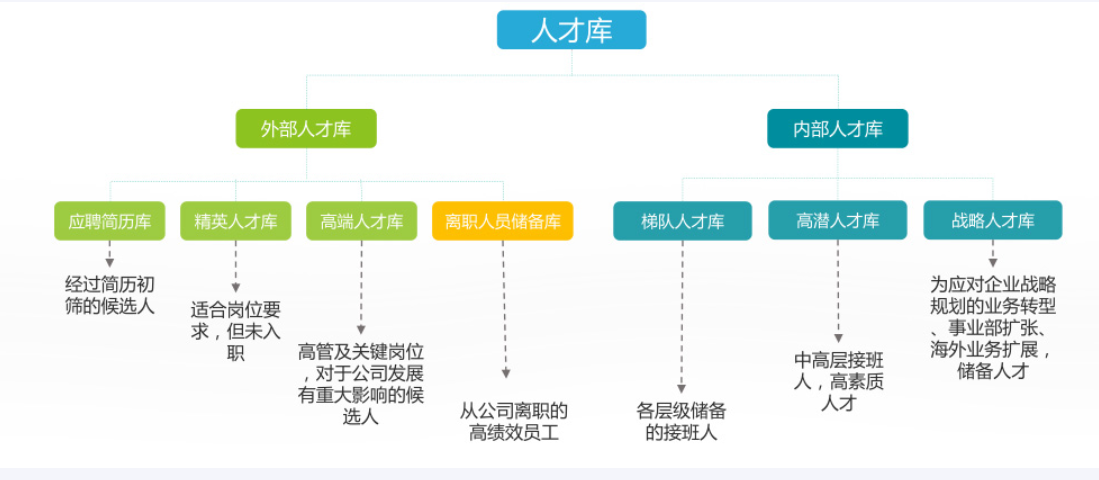 人才库
外部人才库
内部人才库
应聘简历库
精英人才库
高端人才库
离职人员储备库
梯队人才库
高潜人才库
战略人才库
经过简历初
筛的候选人
适合岗位要
求，但未入
职
高管及关键岗位
，对于公司发展
有重大影响的候
选人
从公司离职的
高绩效员工
各层级储备
的接班人
中高层接班
人，高素质
人才
为应对企业战略
规划的业务转型
、事业部扩张、
海外业务扩展，
储备人才